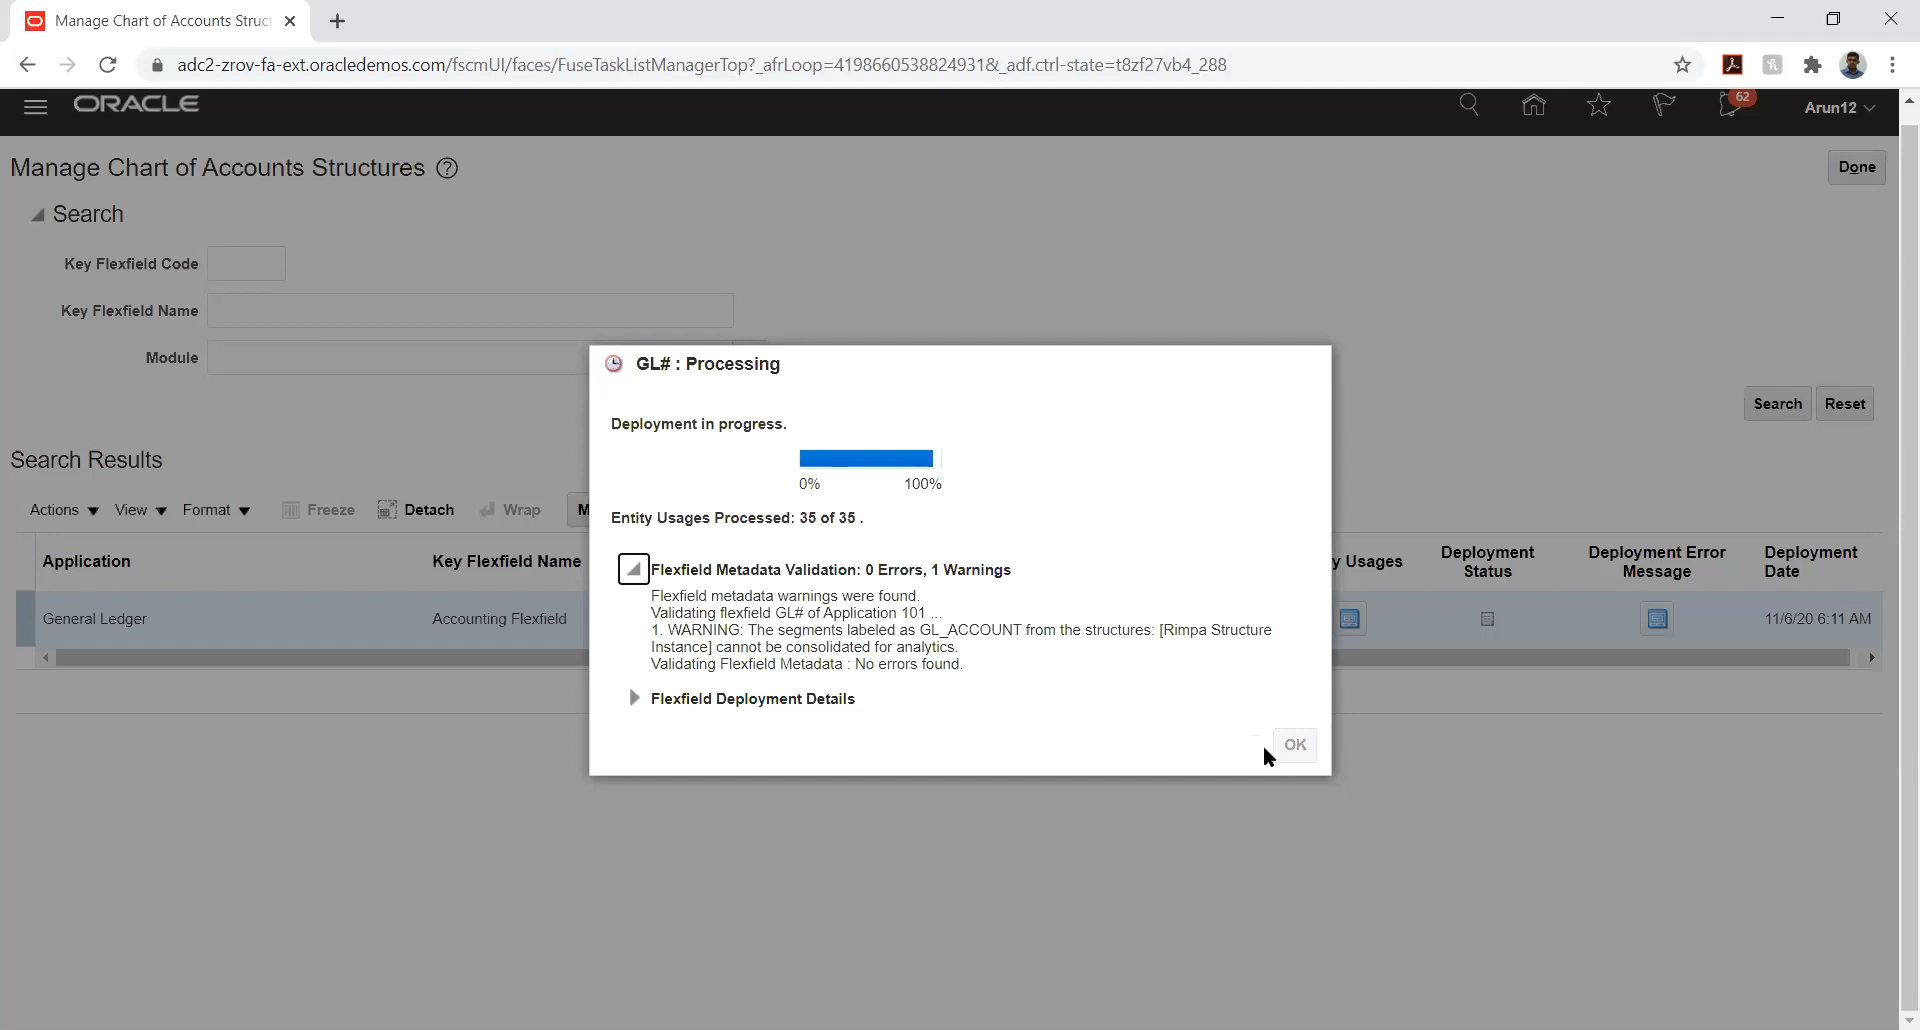 Manage Chart of Accounts Struc
adc2-zrov-fa-ext.oracledemos.com/fscmUI/faces/FuseTaskListManagerTop?_afrLoop=4198660538824931&_adf.ctrl-state=t8zf27vb4_288
ORACLE
62
Arun12
Manage Chart of Accounts Structures
Done
Search
Key Flexfield Code
Key Flexfield Name
Module
Search Reset
Search Results
Actions View Format Freeze Detach Wrap M
Application Key Flexfield Name y Usages Deployment Status Deployment Error Message Deployment Date
General Ledger Accounting Flexfield 11/6/20 6:11 AM
GL# : Processing
Deployment in progress.
0% 100%
Entity Usages Processed: 35 of 35 .
Flexfield Metadata Validation: 0 Errors, 1 Warnings
Flexfield metadata warnings were found.
Validating flexfield GL# of Application 101 ...
1. WARNING: The segments labeled as GL_ACCOUNT from the structures: [Rimpa Structure
Instance] cannot be consolidated for analytics.
Validating Flexfield Metadata : No errors found.
Flexfield Deployment Details
OK